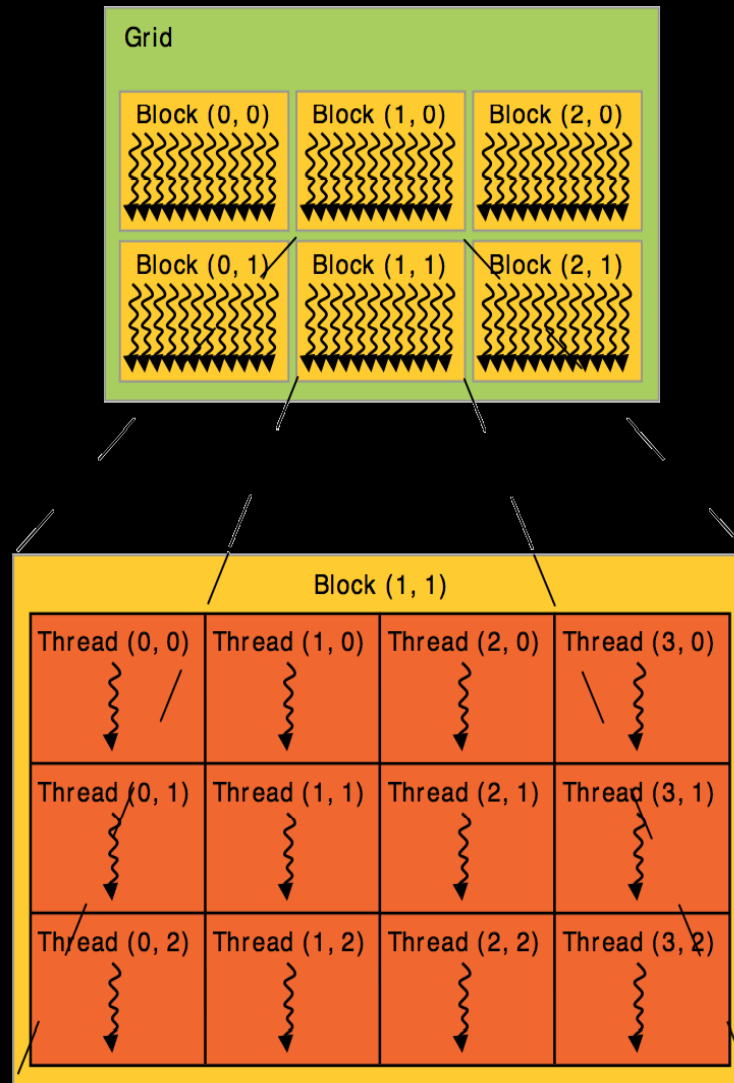 Grid
Block (0, 0) Block (1, 0) Block (2, 0)
Block (0, 1) Block (1, 1) Block (2, 1)
Block (1, 1)
Thread (0, 0) Thread (1, 0) Thread (2, 0) Thread (3, 0)
Thread (0, 1) Thread (1, 1) Thread (2, 1) Thread (3, 1)
Thread (0, 2) Thread (1, 2) Thread (2, 2) Thread (3, 2)